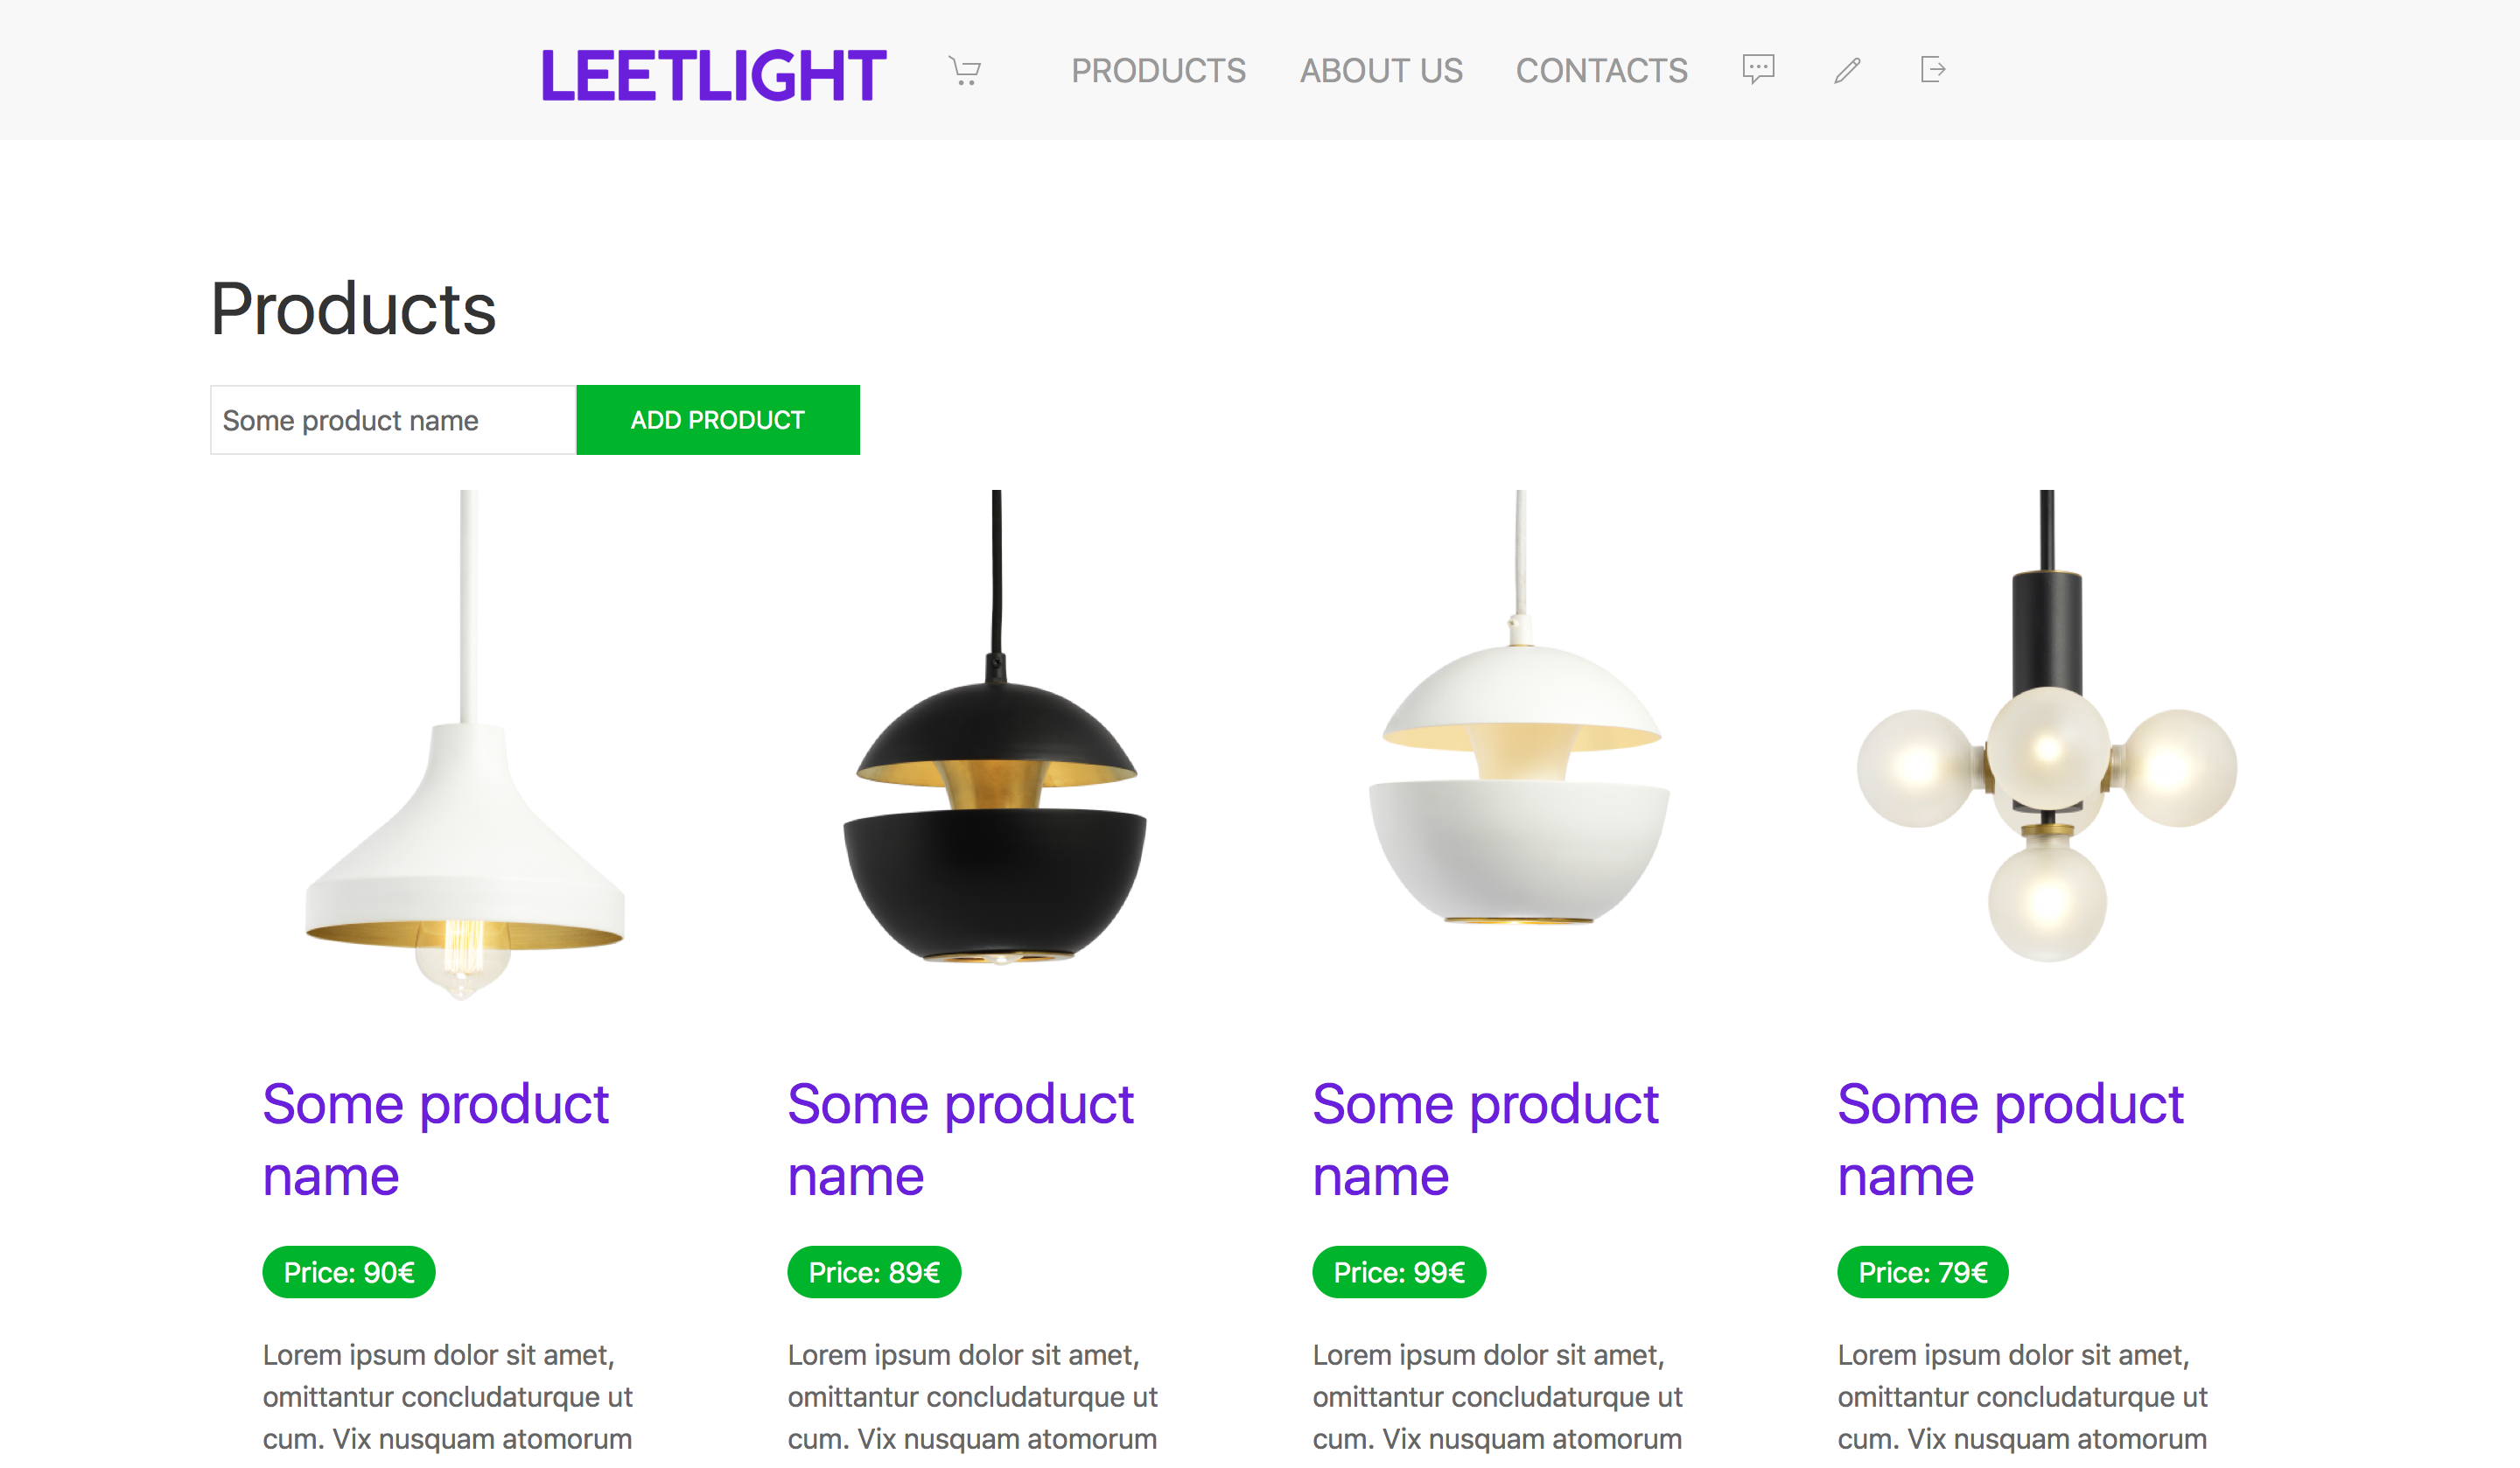 LEETLIGHT PRODUCTS ABOUT US CONTACTS
Products
Some product name ADD PRODUCT
Some product
name
Price: 90€
Lorem ipsum dolor sit amet,
omittantur concludaturque ut
cum. Vix nusquam atomorum
Some product
name
Price: 89€
Lorem ipsum dolor sit amet,
omittantur concludaturque ut
cum. Vix nusquam atomorum
Some product
name
Price: 99€
Lorem ipsum dolor sit amet,
omittantur concludaturque ut
cum. Vix nusquam atomorum
Some product
name
Price: 79€
Lorem ipsum dolor sit amet,
omittantur concludaturque ut
cum. Vix nusquam atomorum